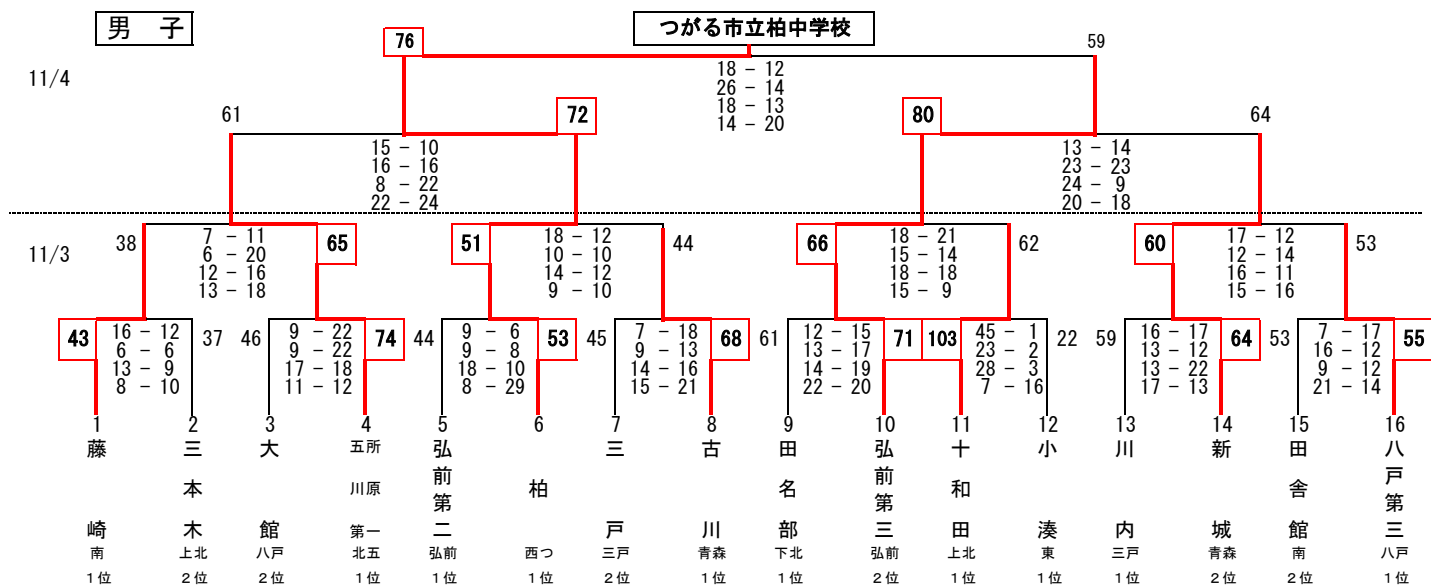 男 子
つがる市立柏中学校
76
59
11/4
18 - 12
26 - 14
18 - 13
14 - 20
61
72
80
64
15 - 10
16 - 16
8 - 22
22 - 24
13 - 14
23 - 23
24 - 9
20 - 18
11/3
38
7 - 11
6 - 20
12 - 16
13 - 18
65
51
18 - 12
10 - 10
14 - 12
9 - 10
44
66
18 - 21
15 - 14
18 - 18
15 - 9
62
60
17 - 12
12 - 14
16 - 11
15 - 16
53
43
16 - 12
6 - 6
13 - 9
8 - 10
37
46
9 - 22
9 - 22
17 - 18
11 - 12
74
44
9 - 6
9 - 8
18 - 10
8 - 29
53
45
7 - 18
9 - 13
14 - 16
15 - 21
68
61
12 - 15
13 - 17
14 - 19
22 - 20
71
103
45 - 1
23 - 2
28 - 3
7 - 16
22
59
16 - 17
13 - 12
13 - 22
17 - 13
64
53
7 - 17
16 - 12
9 - 12
21 - 14
55
1
藤崎
南
1位
2
三本木
上北
2位
3
大館
八戸
2位
4
五所
川原
第一
北五
1位
5
弘前第二
弘前
1位
6
柏
西つ
1位
7
三戸
三戸
2位
8
古川
青森
1位
9
田名部
下北
1位
10
弘前第三
弘前
2位
11
十和田
上北
1位
12
小湊
東
1位
13
川内
三戸
1位
14
新城
青森
2位
15
田舎館
南
2位
16
八戸第三
八戸
1位